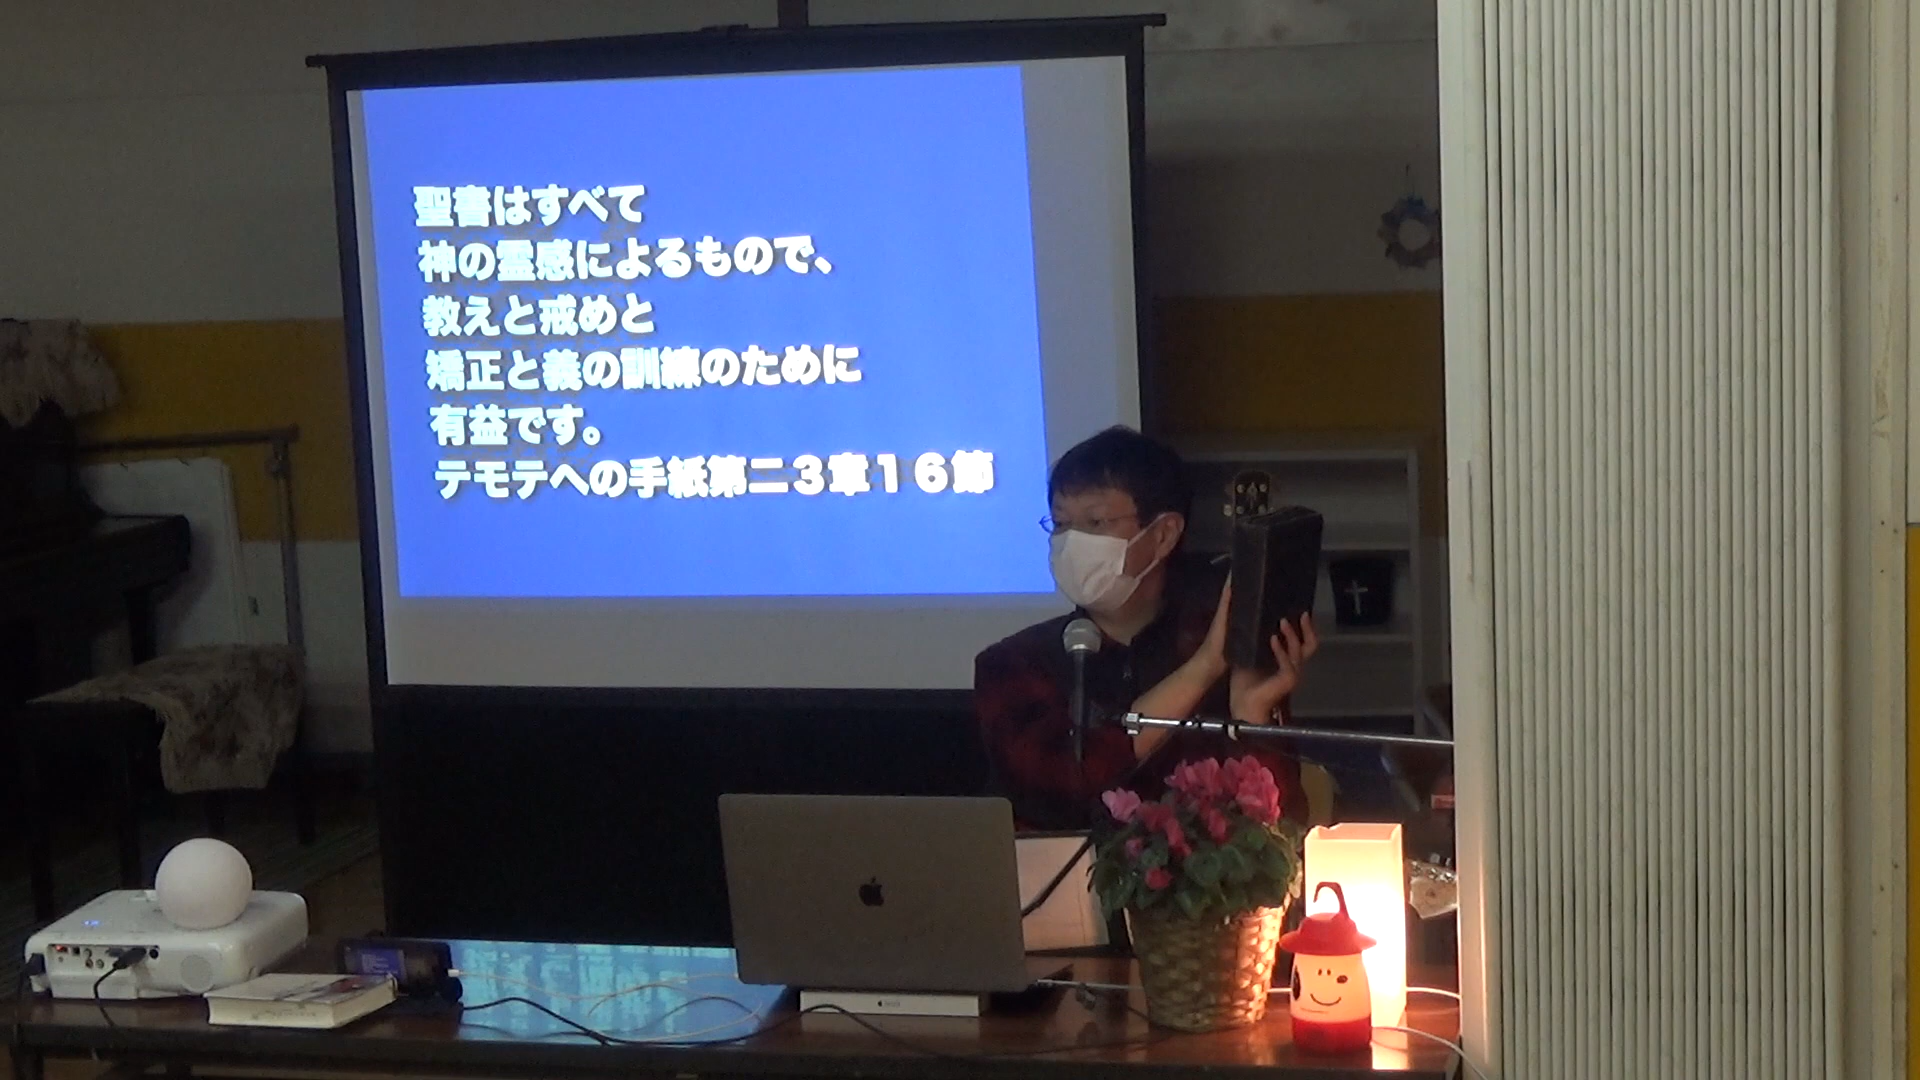 聖書はすべて
神の霊感によるもので、
教えと戒めと
矯正と義の訓練のために
有益です。
テモテへの手紙第二３章１６節